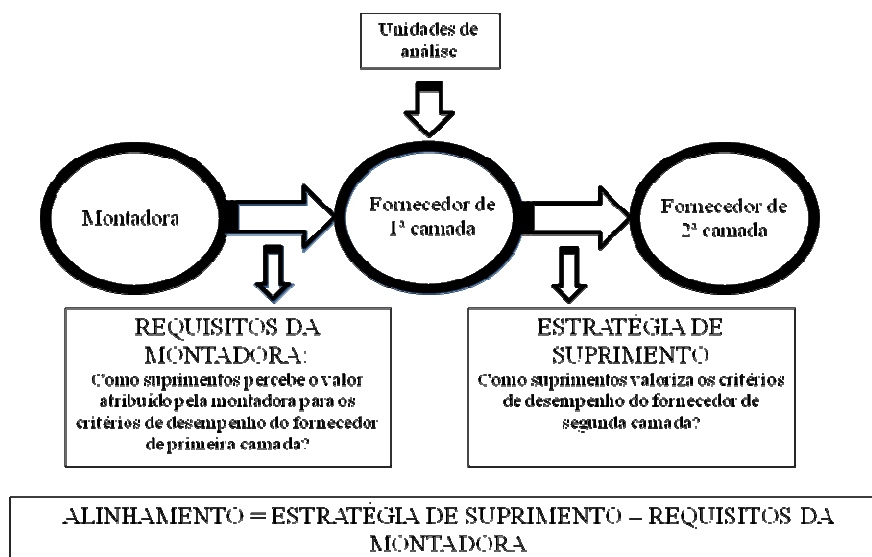 Unidades de
análise
Montadora
Fornecedor de
1ª camada
Fornecedor de
2ª camada
REQUISITOS DA
MONTADORA:
Como suprimentos percebe o valor
atribuído pela montadora para os
critérios de desempenho do fornecedor
de primeira camada?
ESTRATÉGIA DE
SUPRIMENTO
Como suprimentos valoriza os critérios
de desempenho do fornecedor de
segunda camada?
ALINHAMENTO = ESTRATÉGIA DE SUPRIMENTO – REQUISITOS DA
MONTADORA